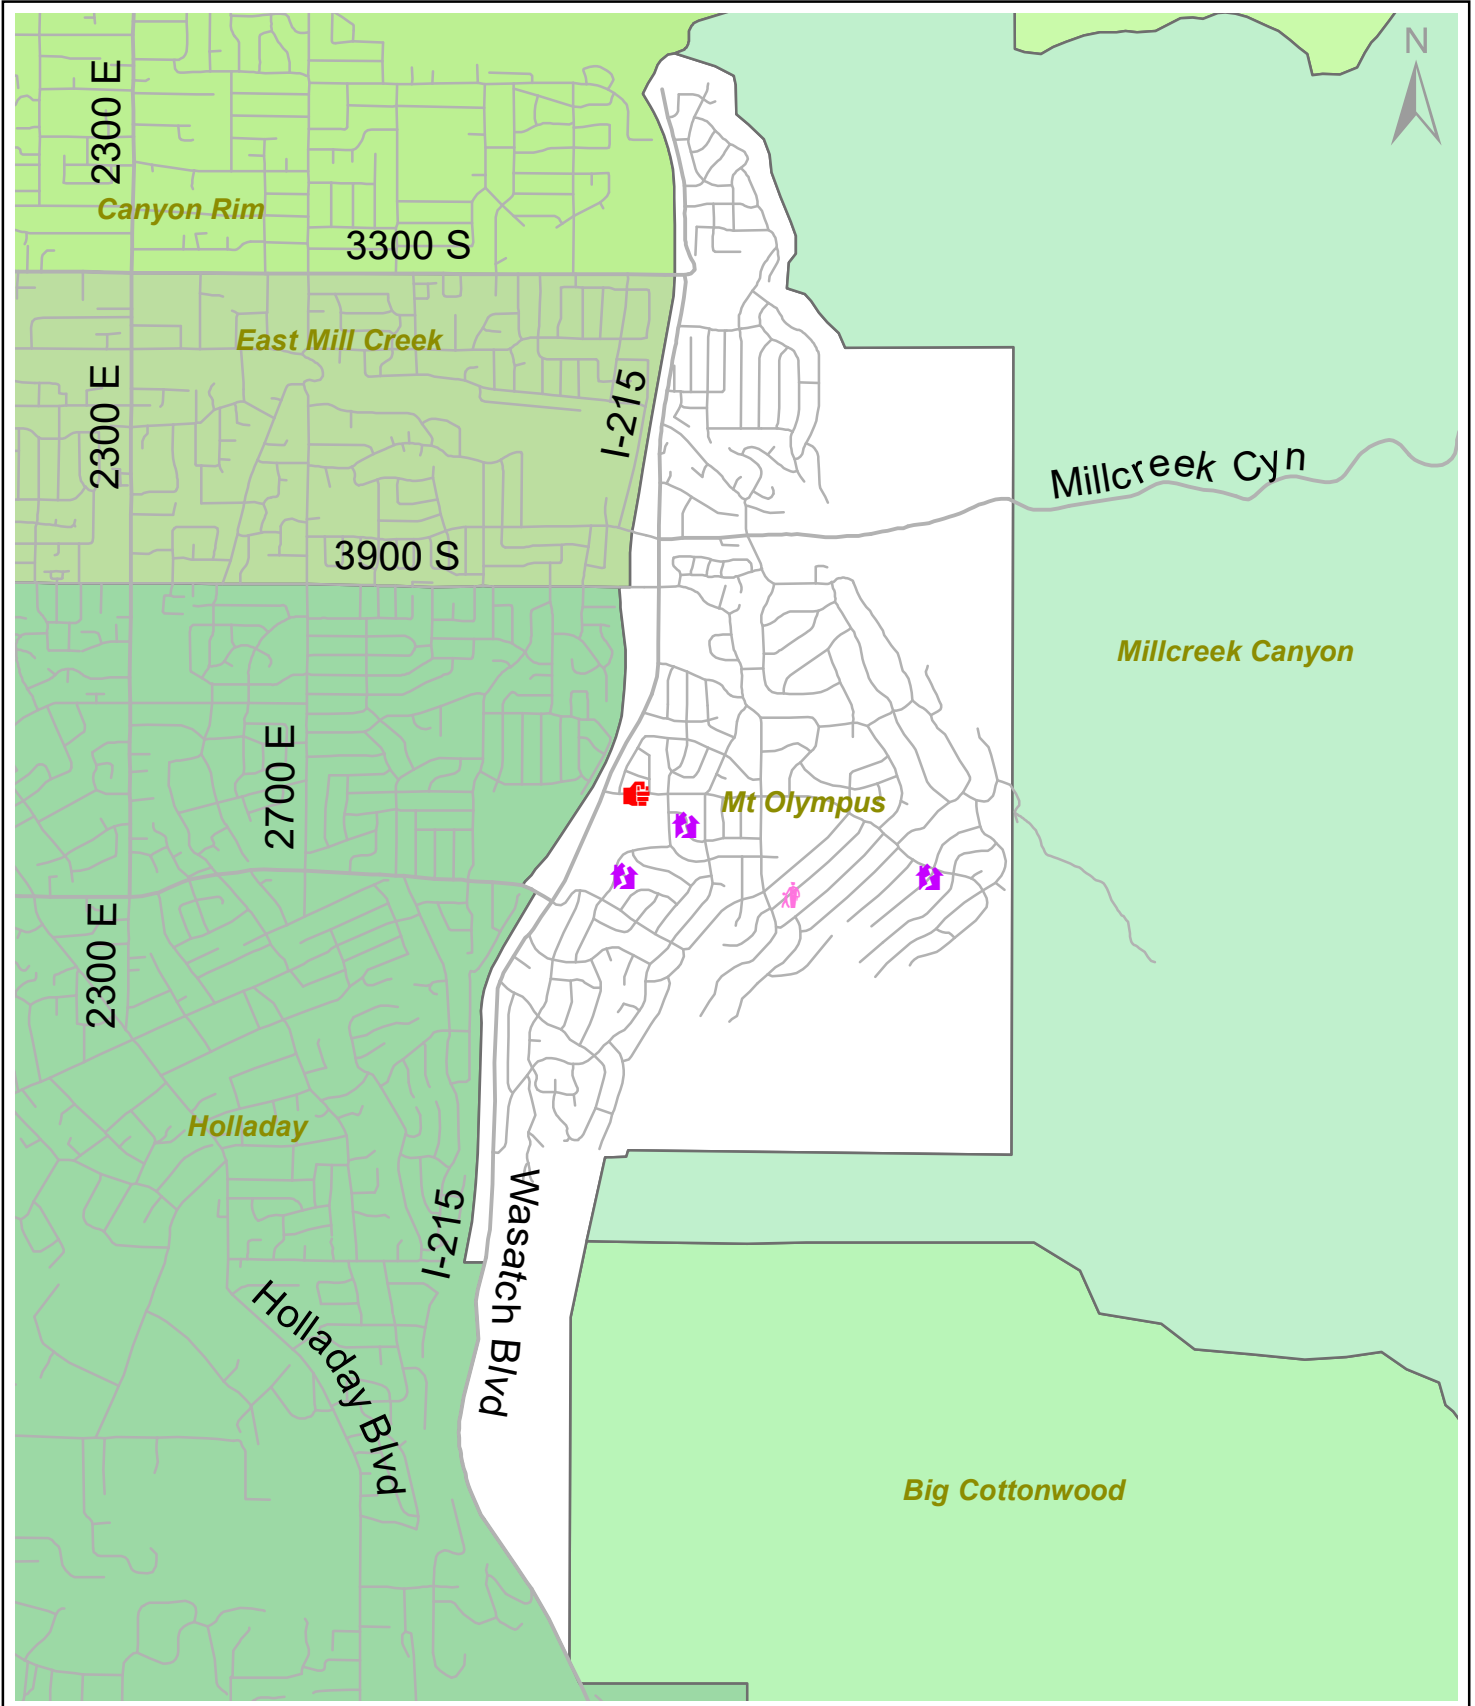 N
2300 E
Canyon Rim
3300 S
East Mill Creek
2300 E
I-215
Millcreek Cyn
3900 S
Millcreek Canyon
2700 E
Mt Olympus
2300 E
Holladay
I-215
Wasatch Blvd
Holladay Blvd
Big Cottonwood